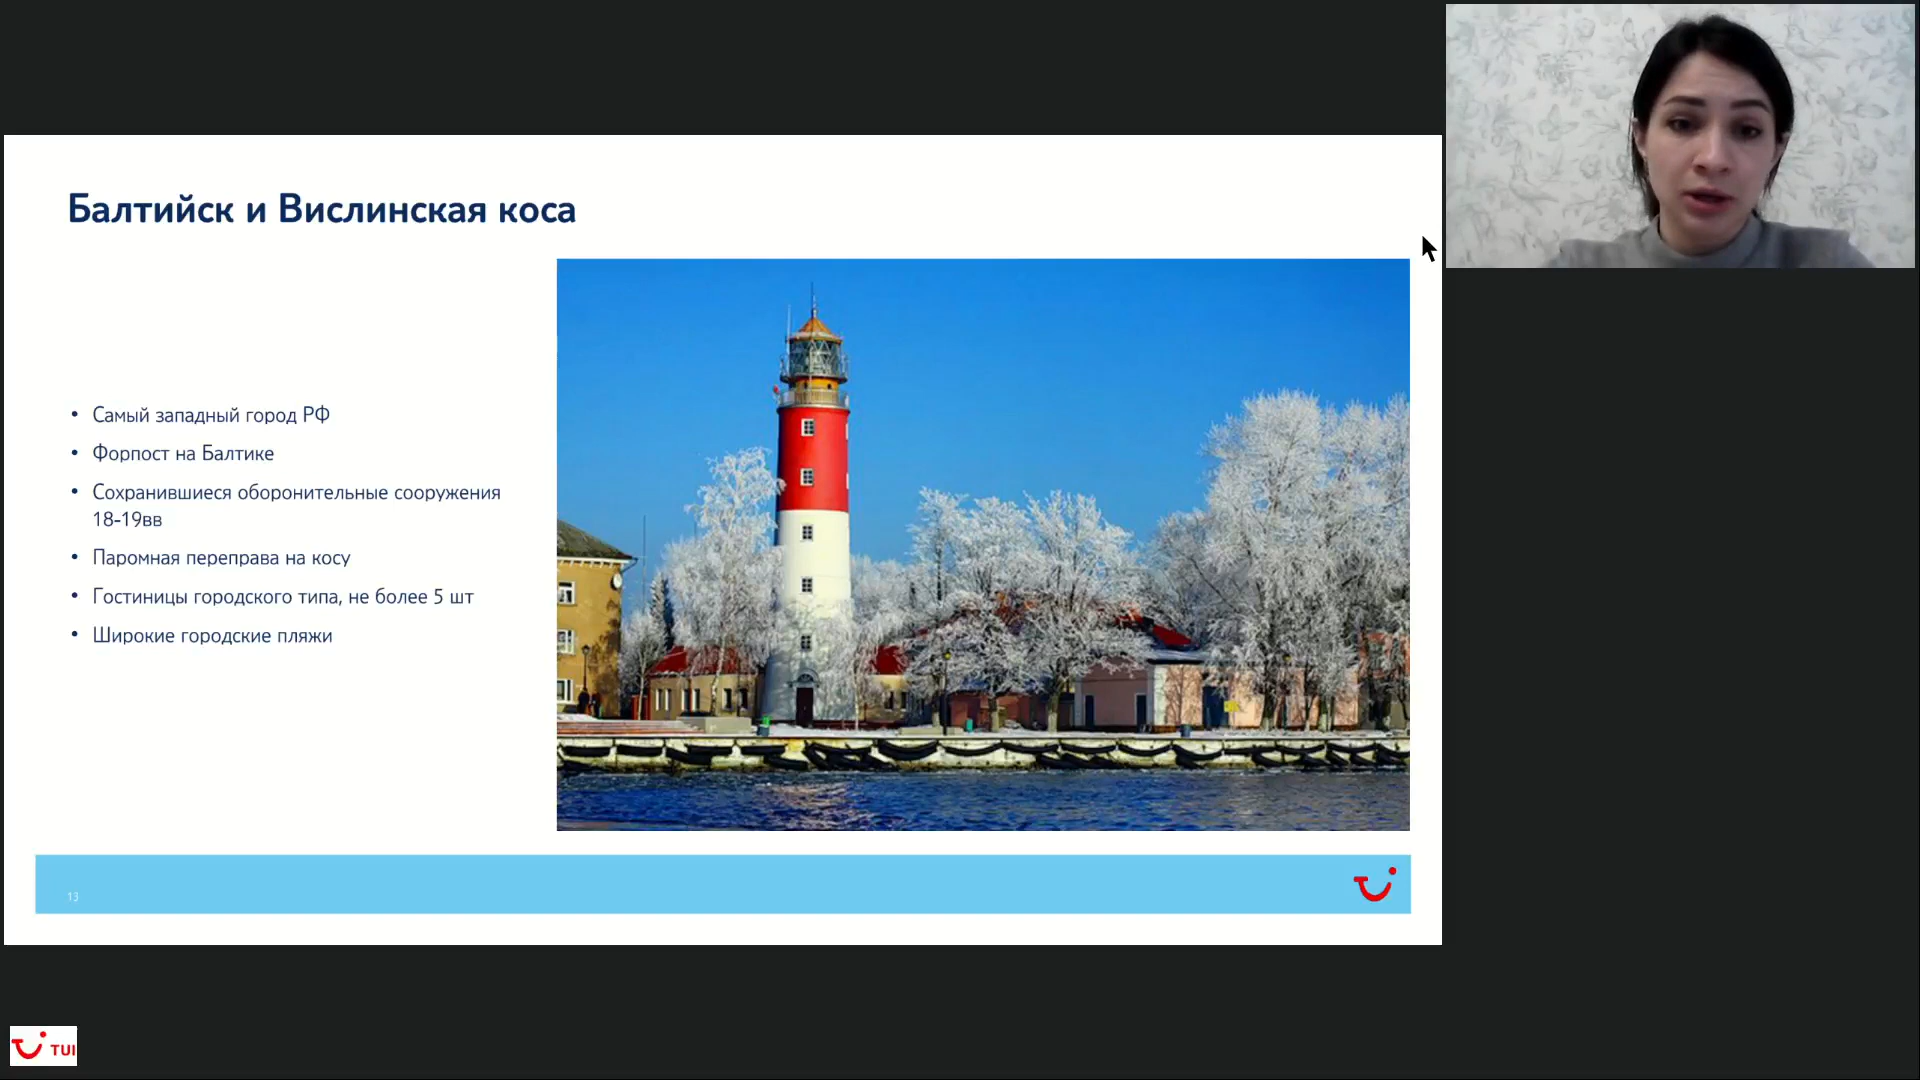 Балтийск и Вислинская коса
Самый западный город РФ
Форпост на Балтике
Сохранившиеся оборонительные сооружения
18-19вв
Паромная переправа на косу
Гостиницы городского типа, не более 5 шт
Широкие городские пляжи
13
TUI